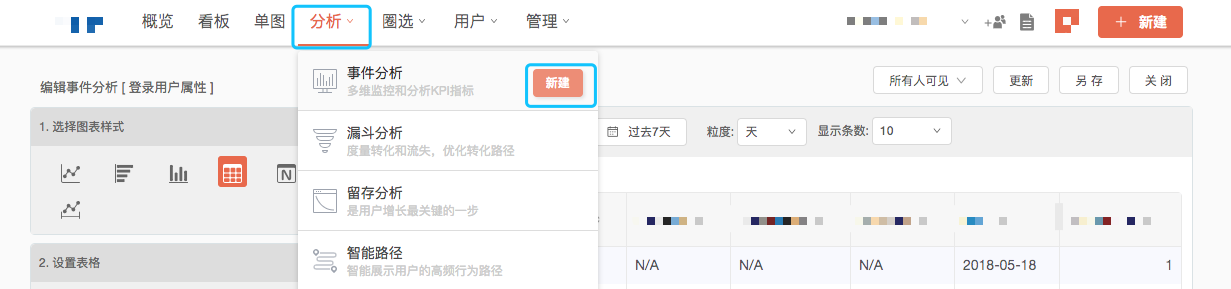 概览 看板 单图 分析 圈选 用户 管理 + 新建
事件分析 新建
多维监控和分析KPI指标
漏斗分析
度量转化和流失，优化转化路径
留存分析
是用户增长最关键的一步
智能路径
智能展示用户的高频行为路径
编辑事件分析 [ 登录用户属性 ] 所有人可见 更新 另 存 关 闭
1. 选择图表样式
N
2. 设置表格
过去7天 粒度: 天 显示条数: 10
N/A N/A N/A 2018-05-18 1